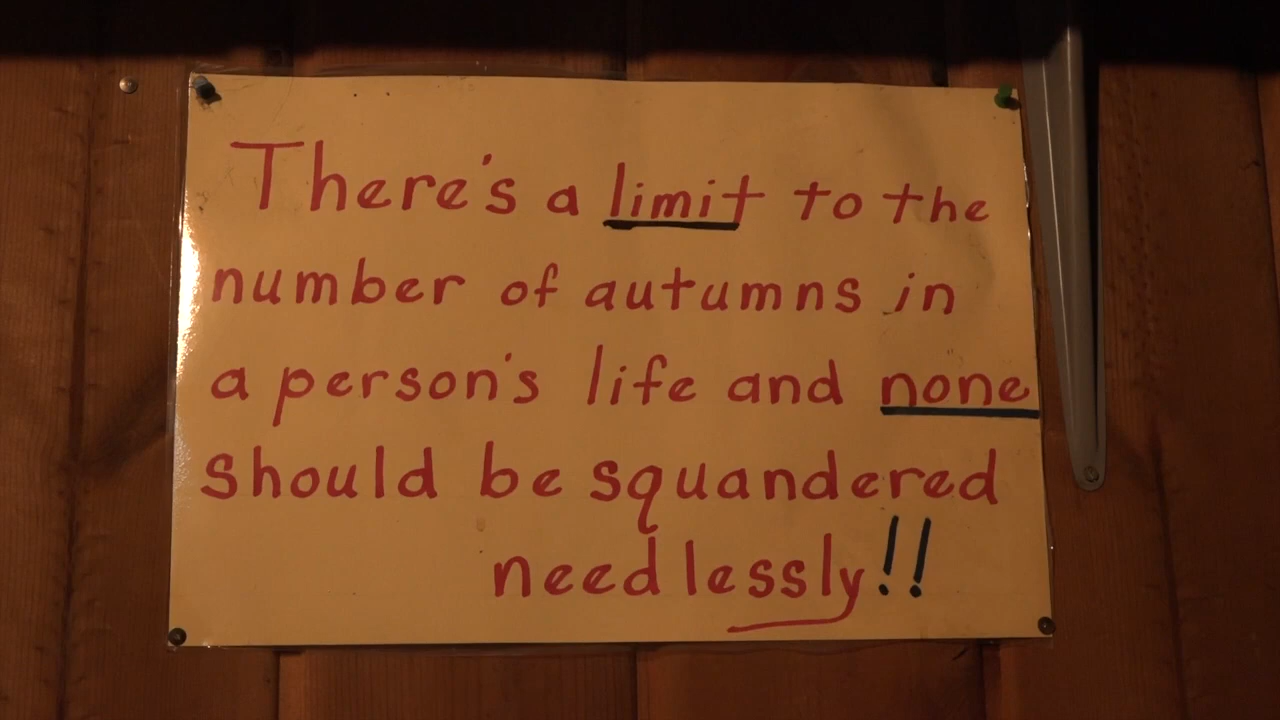 There's a limit to the
number of autumns in
a person's life and none
should be squandered
needlessly!!